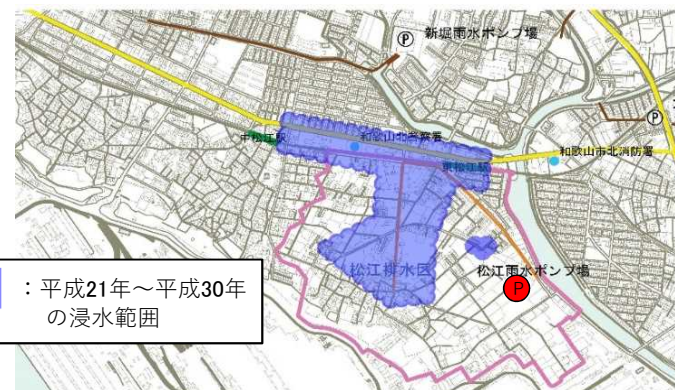 Ⓟ 新堀雨水ポンプ場
Ⓟ
中松江駅
和歌山北警察署
東松江駅
和歌山市北消防署
松江排水区
松江雨水ポンプ場
P
：平成21年～平成30年
の浸水範囲